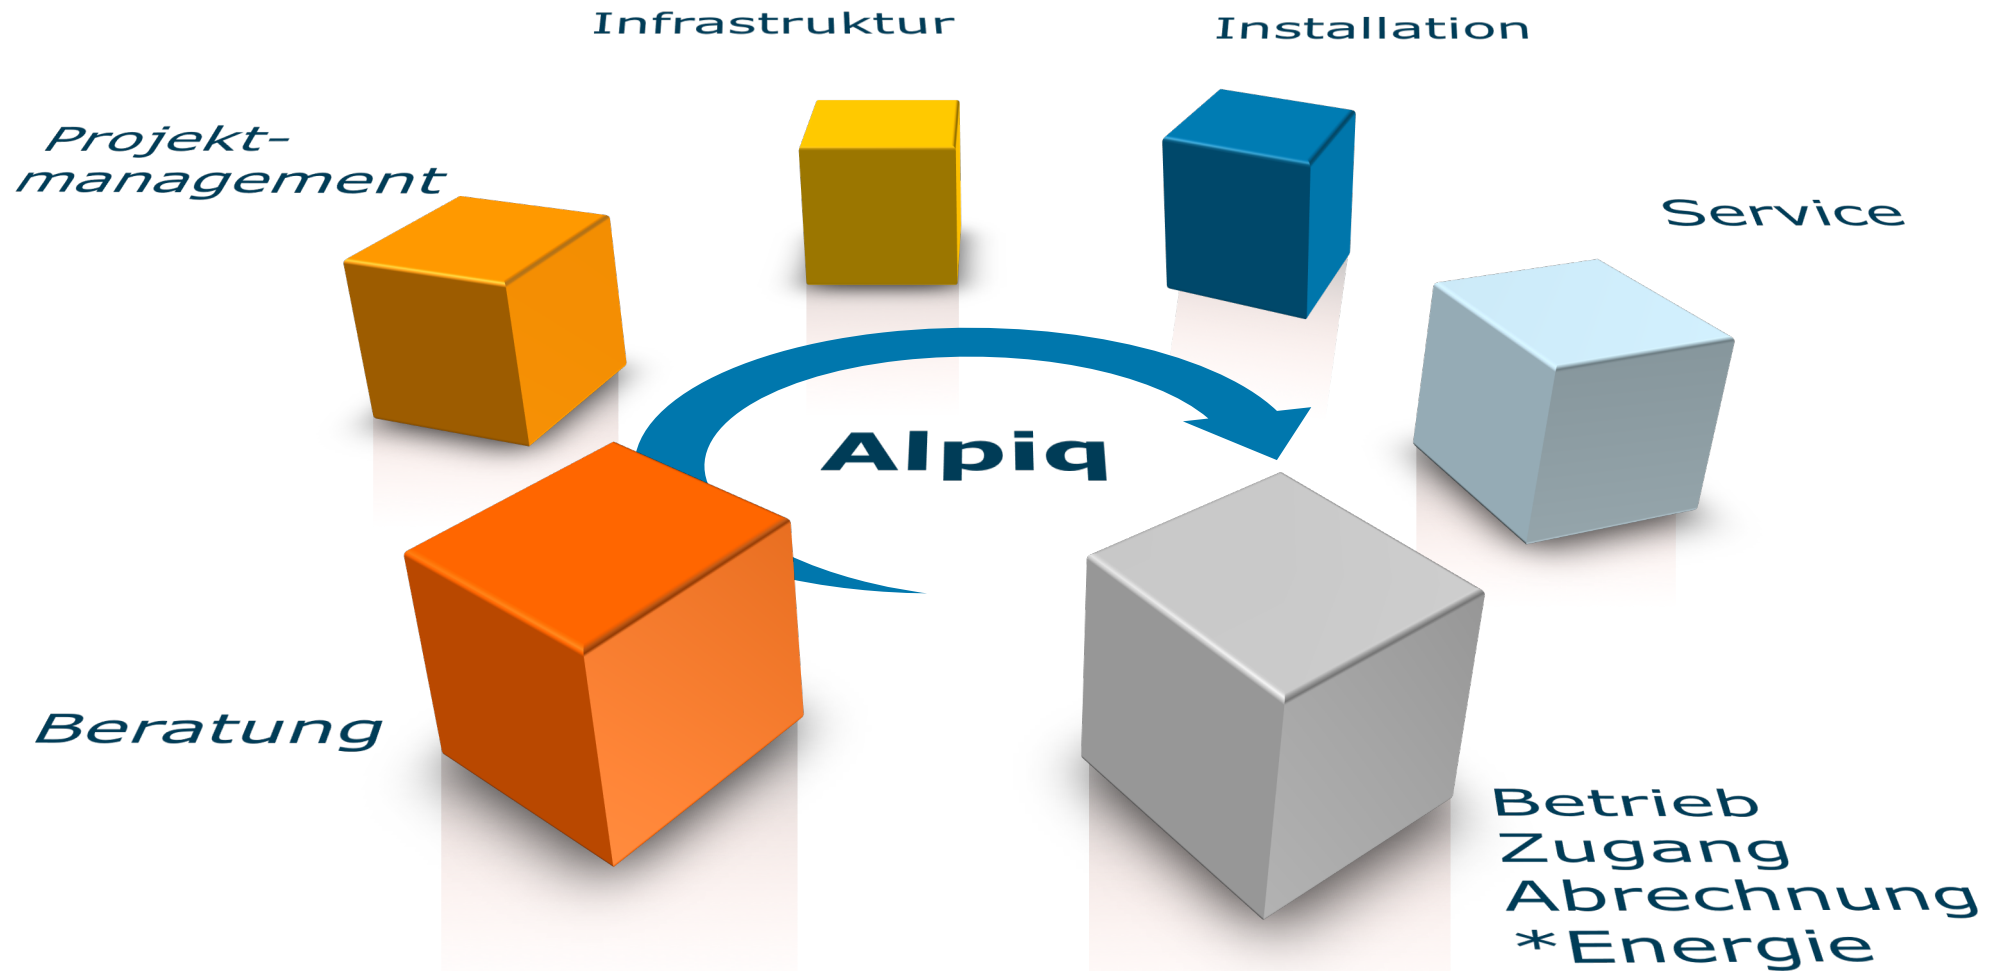 Infrastruktur
Installation
Projekt-
management
Service
Alpiq
Beratung
Betrieb
Zugang
Abrechnung
*Energie